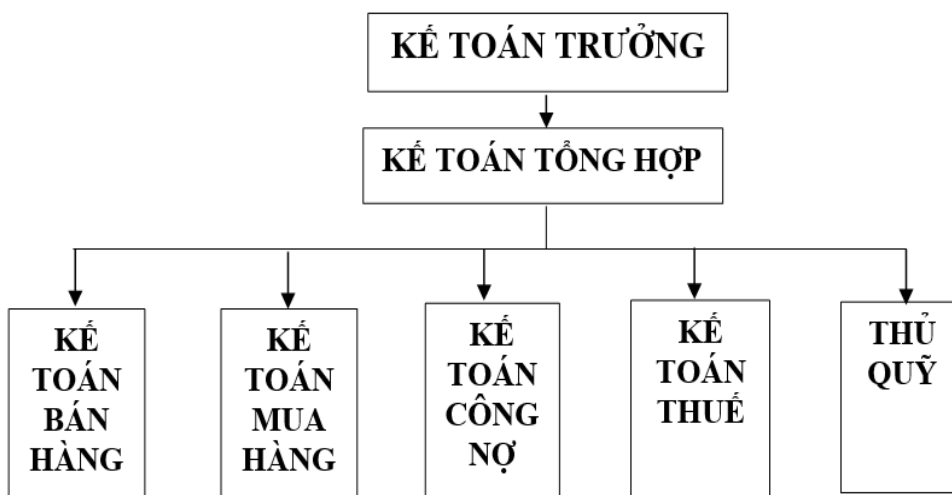 KẾ TOÁN TRƯỞNG
KẾ TOÁN TỔNG HỢP
KẾ
TOÁN
BÁN
HÀNG
KẾ
TOÁN
MUA
HÀNG
KẾ
TOÁN
CÔNG
NỢ
KẾ
TOÁN
THUẾ
THỦ
QUỸ